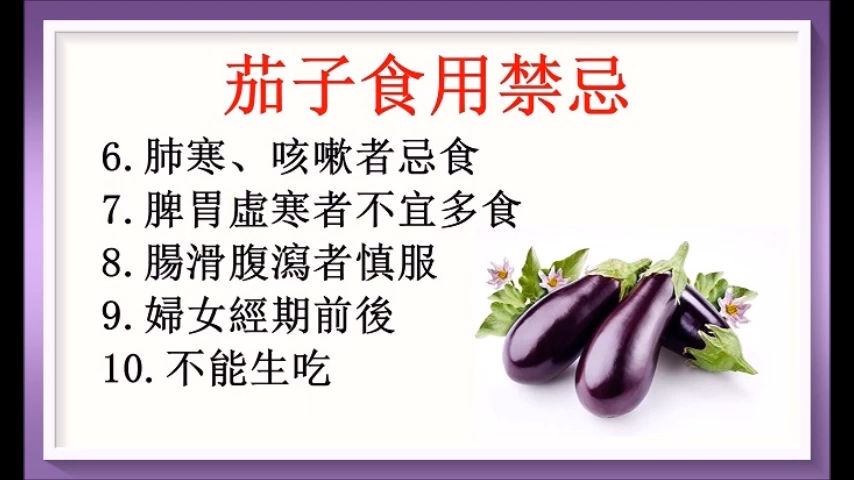 茄子食用禁忌
6.肺寒、咳嗽者忌食
7.脾胃虛寒者不宜多食
8.腸滑腹瀉者慎服
9.婦女經期前後
10.不能生吃